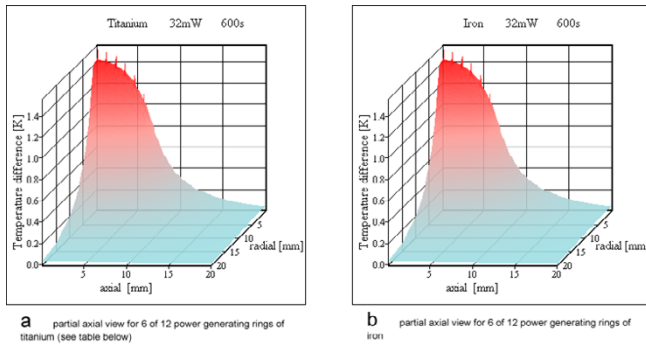 Titanium 32mW 600s
Temperature difference [K]
1.4
1.2
1.0
0.8
0.6
0.4
0.2
0.0
5
10
15
20
axial [mm]
5
10
15
20
radial [mm]
a partial axial view for 6 of 12 power generating rings of
titanium (see table below)
Iron 32mW 600s
Temperature difference [K]
1.4
1.2
1.0
0.8
0.6
0.4
0.2
0.0
5
10
15
20
axial [mm]
5
10
15
20
radial [mm]
b partial axial view for 6 of 12 power generating rings of
iron